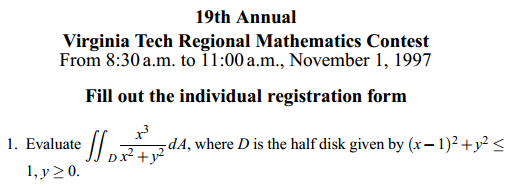 19th Annual
Virginia Tech Regional Mathematics Contest
From 8:30 a.m. to 11:00 a.m., November 1, 1997
Fill out the individual registration form
1. Evaluate ∬_D x³/(x²+y²) dA, where D is the half disk given by (x−1)²+y² ≤
1, y ≥ 0.